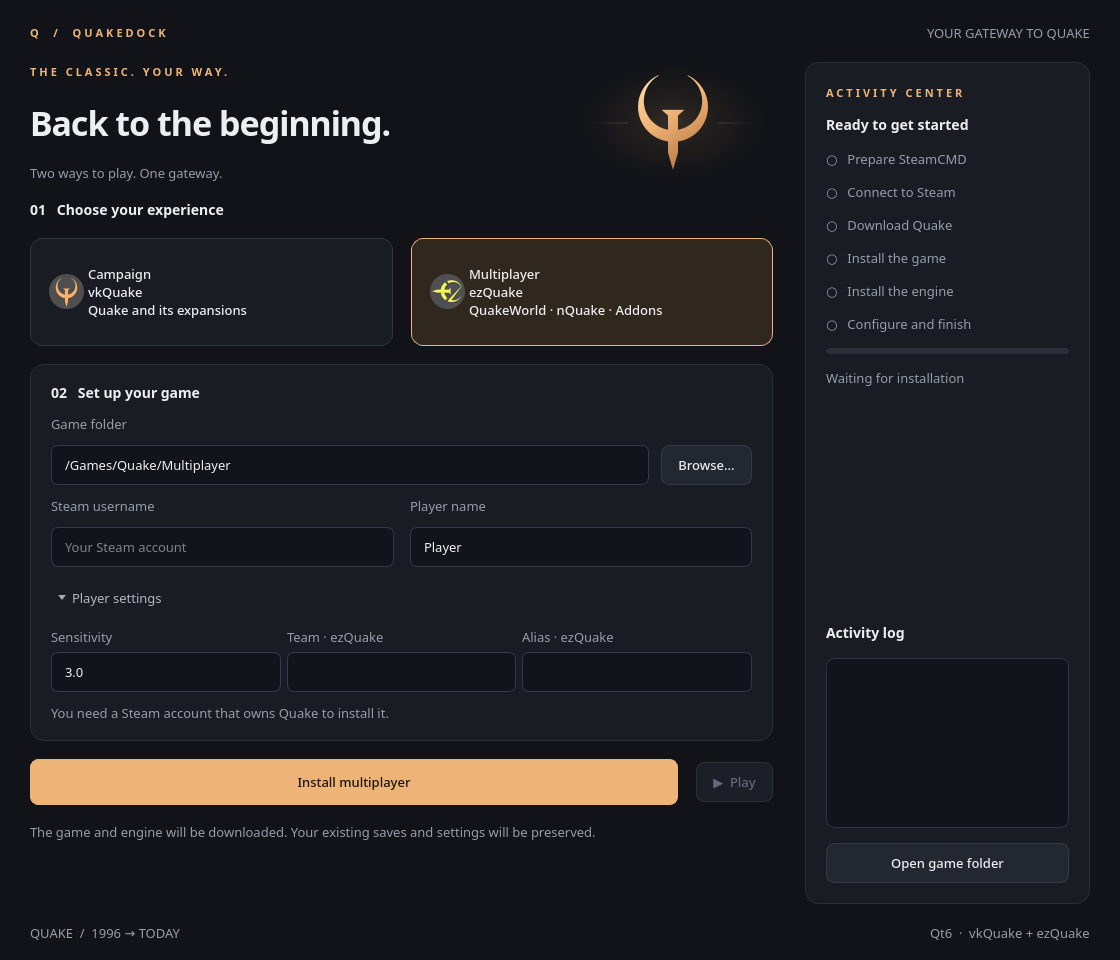 Q / QUAKEDOCK
YOUR GATEWAY TO QUAKE
THE CLASSIC. YOUR WAY.
Back to the beginning.
Two ways to play. One gateway.
01 Choose your experience
Campaign
vkQuake
Quake and its expansions
Multiplayer
ezQuake
QuakeWorld · nQuake · Addons
02 Set up your game
Game folder
/Games/Quake/Multiplayer
Browse...
Steam username
Player name
Your Steam account
Player
Player settings
Sensitivity
Team · ezQuake
Alias · ezQuake
3.0
You need a Steam account that owns Quake to install it.
Install multiplayer
▶ Play
The game and engine will be downloaded. Your existing saves and settings will be preserved.
ACTIVITY CENTER
Ready to get started
○ Prepare SteamCMD
○ Connect to Steam
○ Download Quake
○ Install the game
○ Install the engine
○ Configure and finish
Waiting for installation
Activity log
Open game folder
QUAKE / 1996 → TODAY
Qt6 · vkQuake + ezQuake